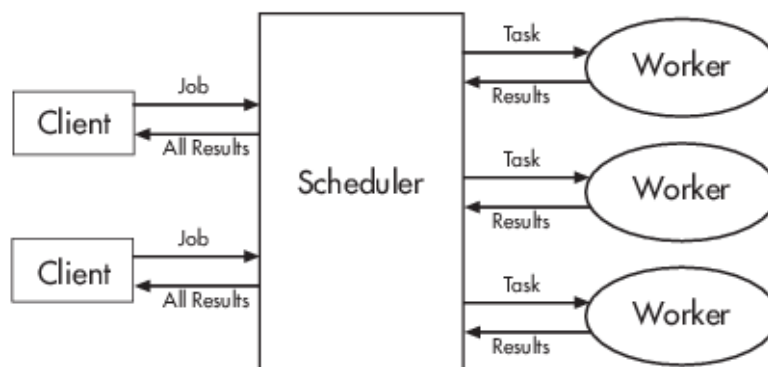 Client
Job
All Results
Client
Job
All Results
Scheduler
Task
Results
Worker
Task
Results
Worker
Task
Results
Worker